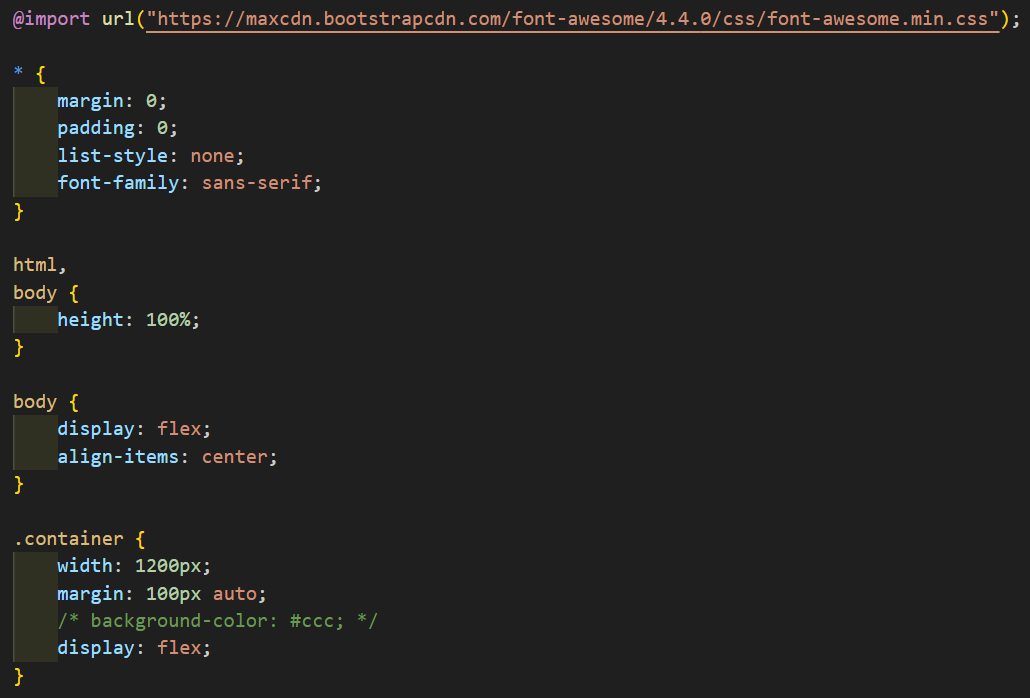 @import url("https://maxcdn.bootstrapcdn.com/font-awesome/4.4.0/css/font-awesome.min.css");
* {
margin: 0;
padding: 0;
list-style: none;
font-family: sans-serif;
}
html,
body {
height: 100%;
}
body {
display: flex;
align-items: center;
}
.container {
width: 1200px;
margin: 100px auto;
/* background-color: #ccc; */
display: flex;
}